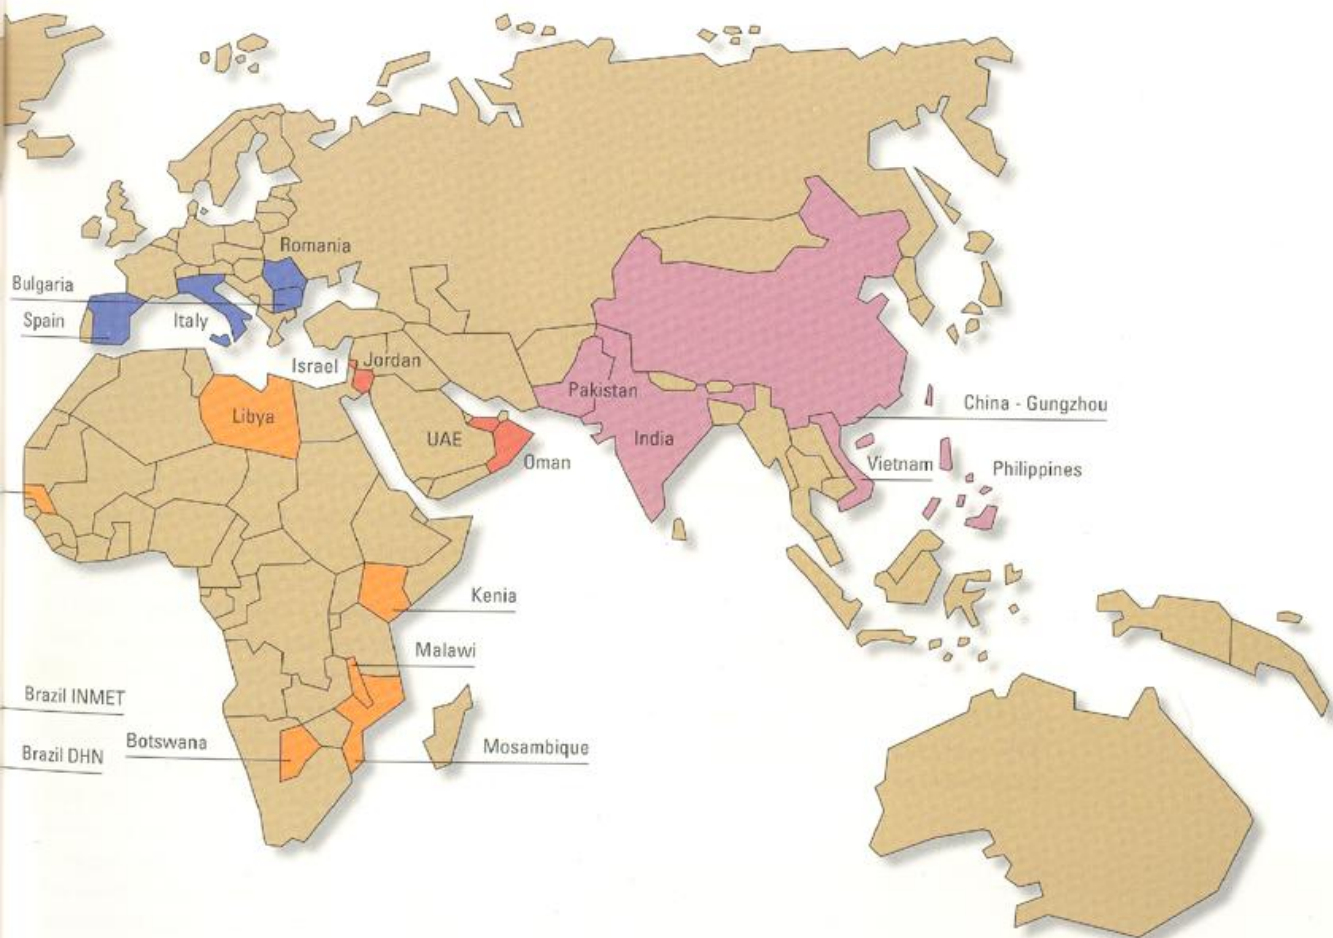 Romania
Bulgaria
Spain
Italy
Israel
Jordan
Libya
UAE
Oman
Pakistan
India
China - Gungzhou
Vietnam
Philippines
Kenia
Malawi
Brazil INMET
Brazil DHN
Botswana
Mosambique